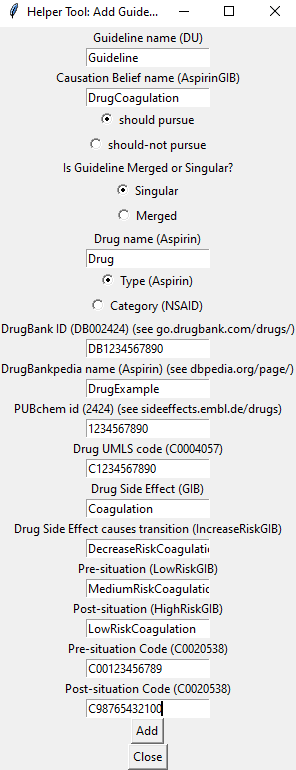 Helper Tool: Add Guide...
Guideline name (DU)
Guideline
Causation Belief name (AspirinGIB)
DrugCoagulation
should pursue
should-not pursue
Is Guideline Merged or Singular?
Singular
Merged
Drug name (Aspirin)
Drug
Type (Aspirin)
Category (NSAID)
DrugBank ID (DB002424) (see go.drugbank.com/drugs/)
DB1234567890
DrugBankpedia name (Aspirin) (see dbpedia.org/page/)
DrugExample
PUBchem id (2424) (see sideeffects.embl.de/drugs)
1234567890
Drug UMLS code (C0004057)
C1234567890
Drug Side Effect (GIB)
Coagulation
Drug Side Effect causes transition (IncreaseRiskGIB)
DecreaseRiskCoagulatio
Pre-situation (LowRiskGIB)
MediumRiskCoagulatio
Post-situation (HighRiskGIB)
LowRiskCoagulation
Pre-situation Code (C0020538)
C00123456789
Post-situation Code (C0020538)
C98765432100
Add
Close